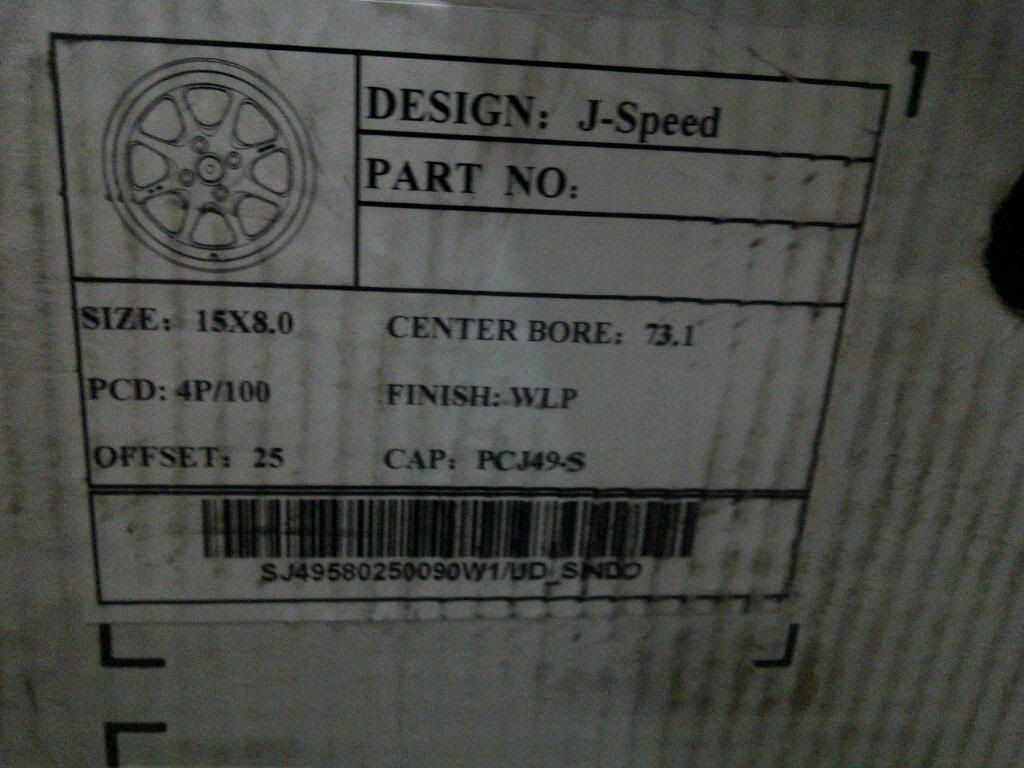 DESIGN: J-Speed
PART NO:
SIZE: 15X8.0 CENTER BORE: 73.1
PCD: 4P/100 FINISH: WLP
OFFSET: 25 CAP: PCJ49-S
SJ49580250090W1/UD_SINDO